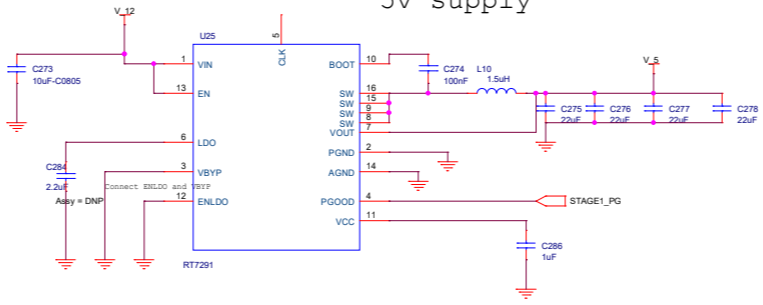 5v supply
V_12
U25
5
CLK
C273
10uF-C0805
1
VIN
13
EN
6
LDO
C284
2.2uF
Assy = DNP
3
VBYP
Connect ENLDO and VBYP
12
ENLDO
RT7291
BOOT
10
C274
100nF
L10
1.5uH
V_5
SW
16
SW
15
SW
9
SW
8
VOUT
7
C275
22uF
C276
22uF
C277
22uF
C278
22uF
PGND
2
AGND
14
PGOOD
4
STAGE1_PG
VCC
11
C286
1uF